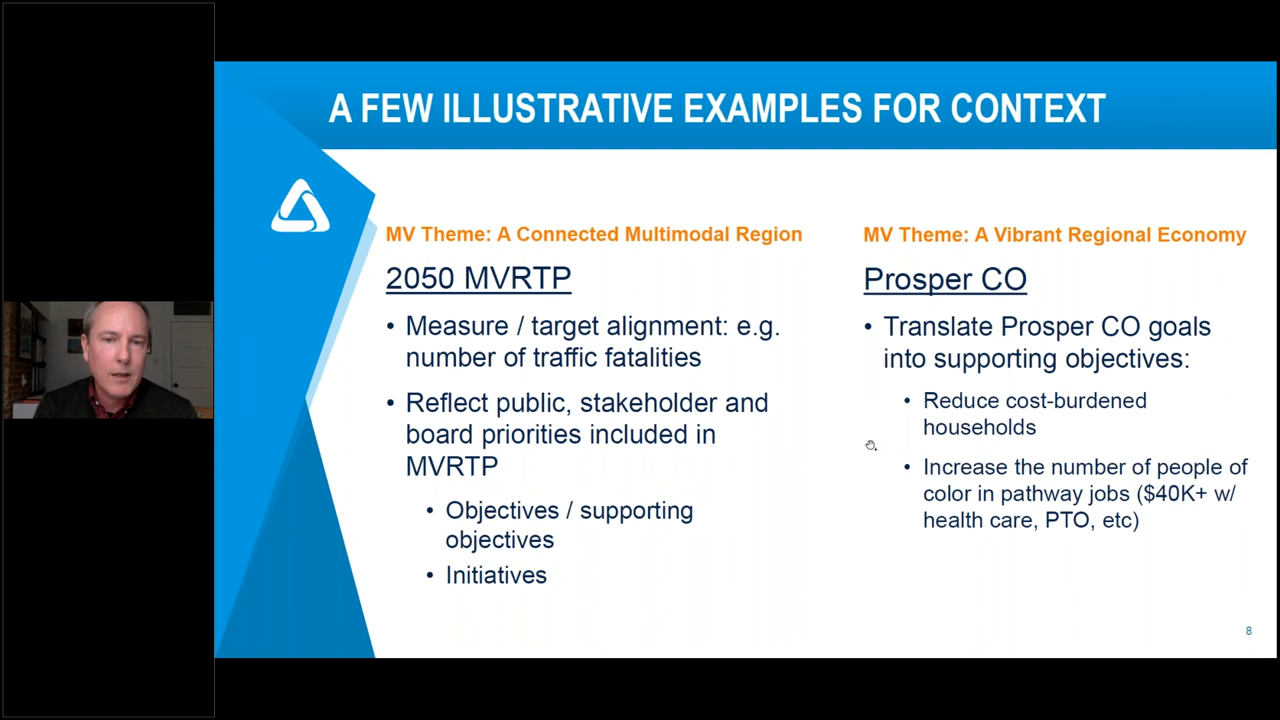 A FEW ILLUSTRATIVE EXAMPLES FOR CONTEXT
MV Theme: A Connected Multimodal Region
2050 MVRTP
• Measure / target alignment: e.g.
number of traffic fatalities
• Reflect public, stakeholder and
board priorities included in
MVRTP
• Objectives / supporting
objectives
• Initiatives
MV Theme: A Vibrant Regional Economy
Prosper CO
• Translate Prosper CO goals
into supporting objectives:
• Reduce cost-burdened
households
• Increase the number of people of
color in pathway jobs ($40K+ w/
health care, PTO, etc)
8